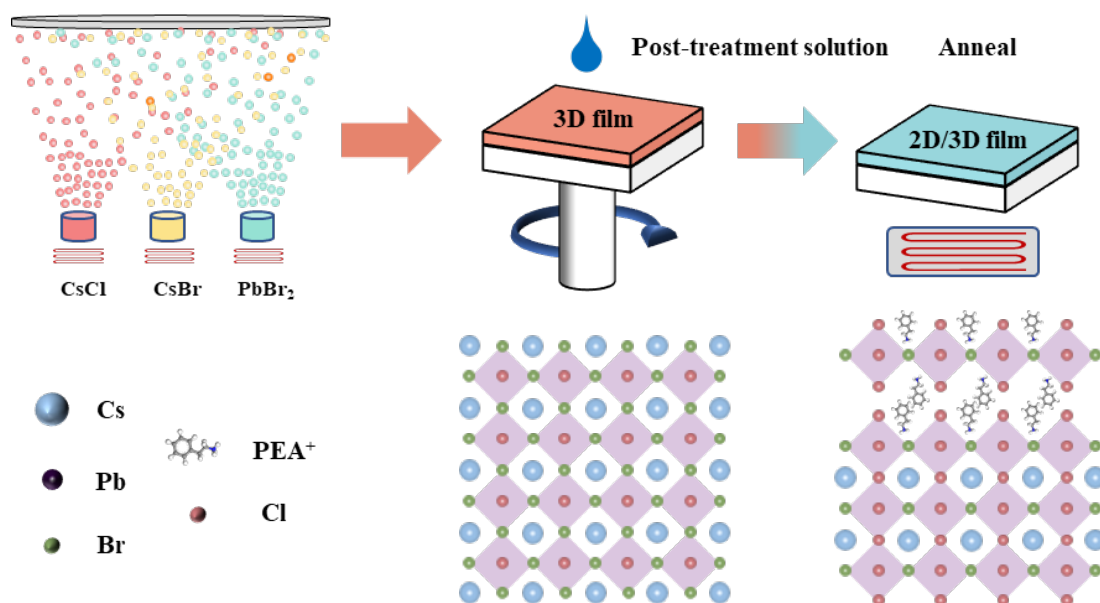 Post-treatment solution
Anneal
3D film
2D/3D film
CsCl
CsBr
PbBr₂
Cs
PEA⁺
Pb
Cl
Br